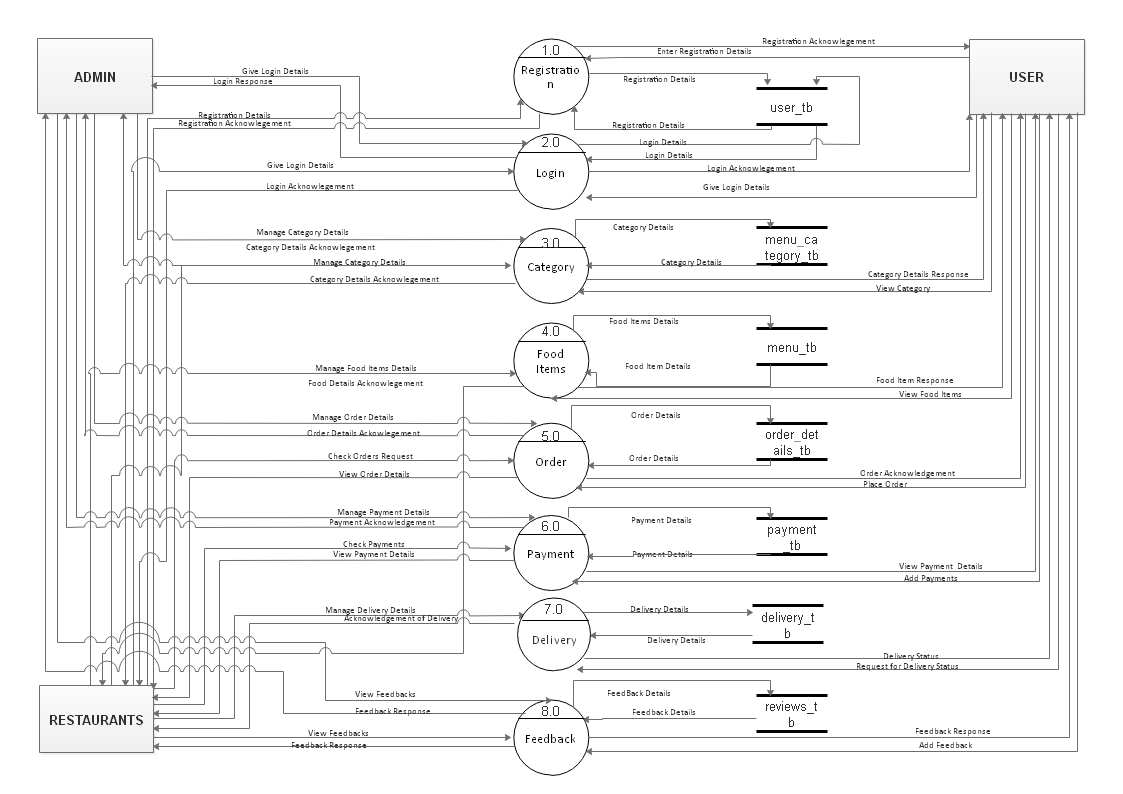 1.0
Registration Acknowlegement
Enter Registration Details
ADMIN
Give Login Details
Login Response
Registratio
n
Registration Details
USER
user_tb
Registration Details
Registration Acknowlegement
Registration Details
2.0
Login Details
Login Details
Give Login Details
Login
Login Acknowlegement
Login Acknowlegement
Give Login Details
Category Details
Manage Category Details
3.0
menu_ca
tegory_tb
Category Details Acknowlegement
Manage Category Details
Category
Category Details
Category Details Acknowlegement
Category Details Response
View Category
4.0
Food Items Details
menu_tb
Food
Items
Food Item Details
Manage Food Items Details
Food Details Acknowlegement
Food Item Response
View Food Items
Manage Order Details
Order Details
Order Details Ackowlegement
5.0
order_det
ails_tb
Check Orders Request
Order
Order Details
View Order Details
Order Acknowledgement
Place Order
Manage Payment Details
Payment Acknowledgement
6.0
Payment Details
payment
_tb
Check Payments
View Payment Details
Payment
Payment Details
View Payment Details
Add Payments
Manage Delivery Details
Acknowledgement of Delivery
7.0
Delivery Details
delivery_t
b
Delivery
Delivery Details
Delivery Status
Request for Delivery Status
View Feedbacks
FeedBack Details
Feedback Response
8.0
Feedback Details
reviews_t
b
RESTAURANTS
View Feedbacks
Feedback
Feedback Response
Feedback Response
Add Feedback